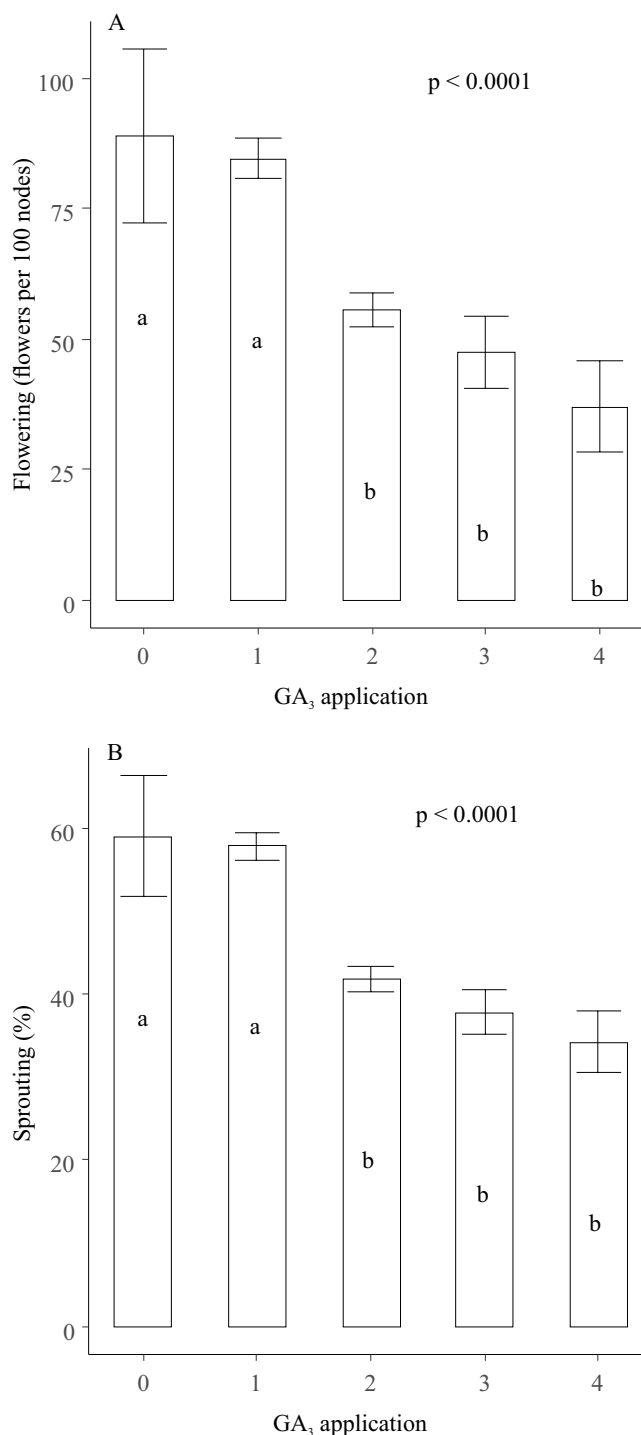 A
p < 0.0001
100
75
50
25
0
Flowering (flowers per 100 nodes)
a
a
b
b
b
0 1 2 3 4
GA₃ application
B
p < 0.0001
60
40
20
0
Sprouting (%)
a
a
b
b
b
0 1 2 3 4
GA₃ application